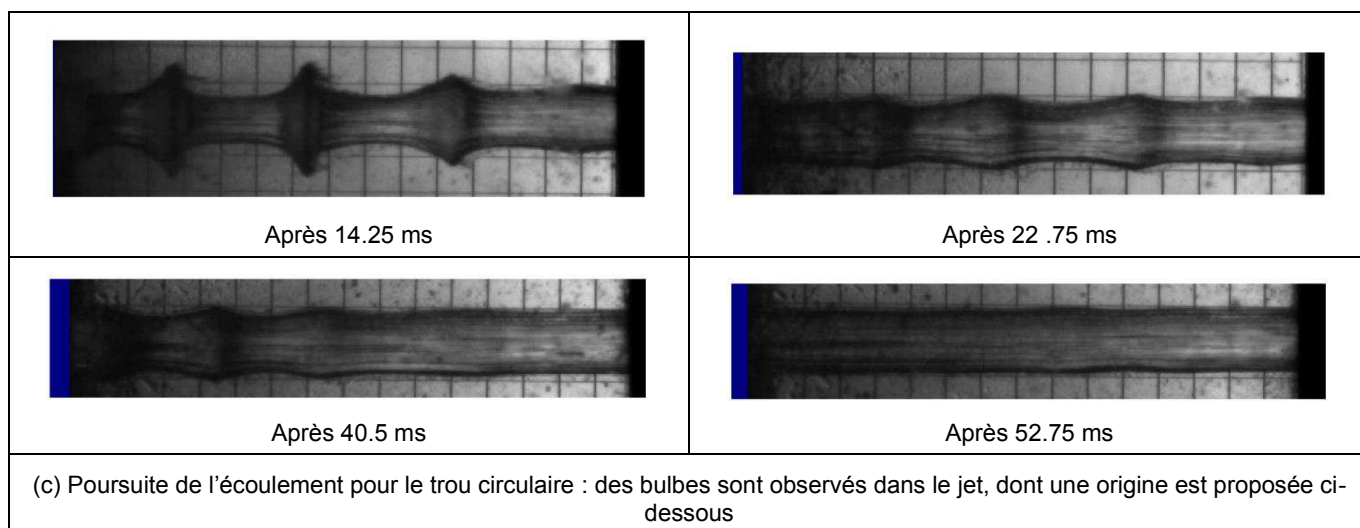 Après 14.25 ms
Après 22 .75 ms
Après 40.5 ms
Après 52.75 ms
(c) Poursuite de l'écoulement pour le trou circulaire : des bulbes sont observés dans le jet, dont une origine est proposée ci-
dessous